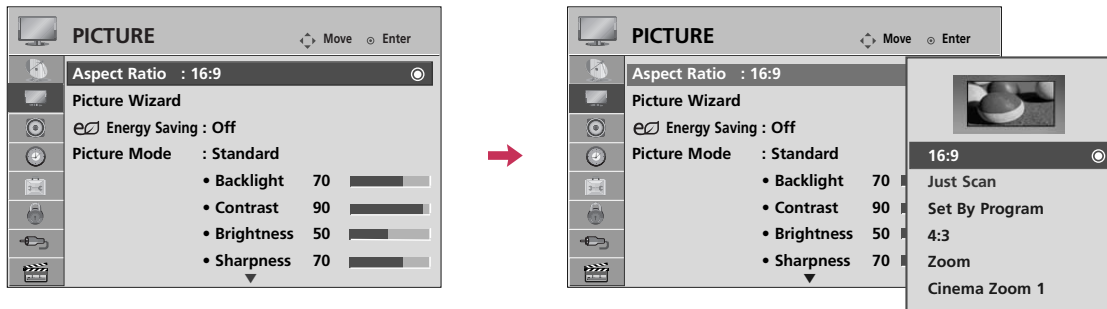 PICTURE Move Enter
Aspect Ratio : 16:9
Picture Wizard
Energy Saving : Off
Picture Mode : Standard
• Backlight 70
• Contrast 90
• Brightness 50
• Sharpness 70
PICTURE Move Enter
Aspect Ratio : 16:9
Picture Wizard
Energy Saving : Off
Picture Mode : Standard
• Backlight 70
• Contrast 90
• Brightness 50
• Sharpness 70
16:9
Just Scan
Set By Program
4:3
Zoom
Cinema Zoom 1